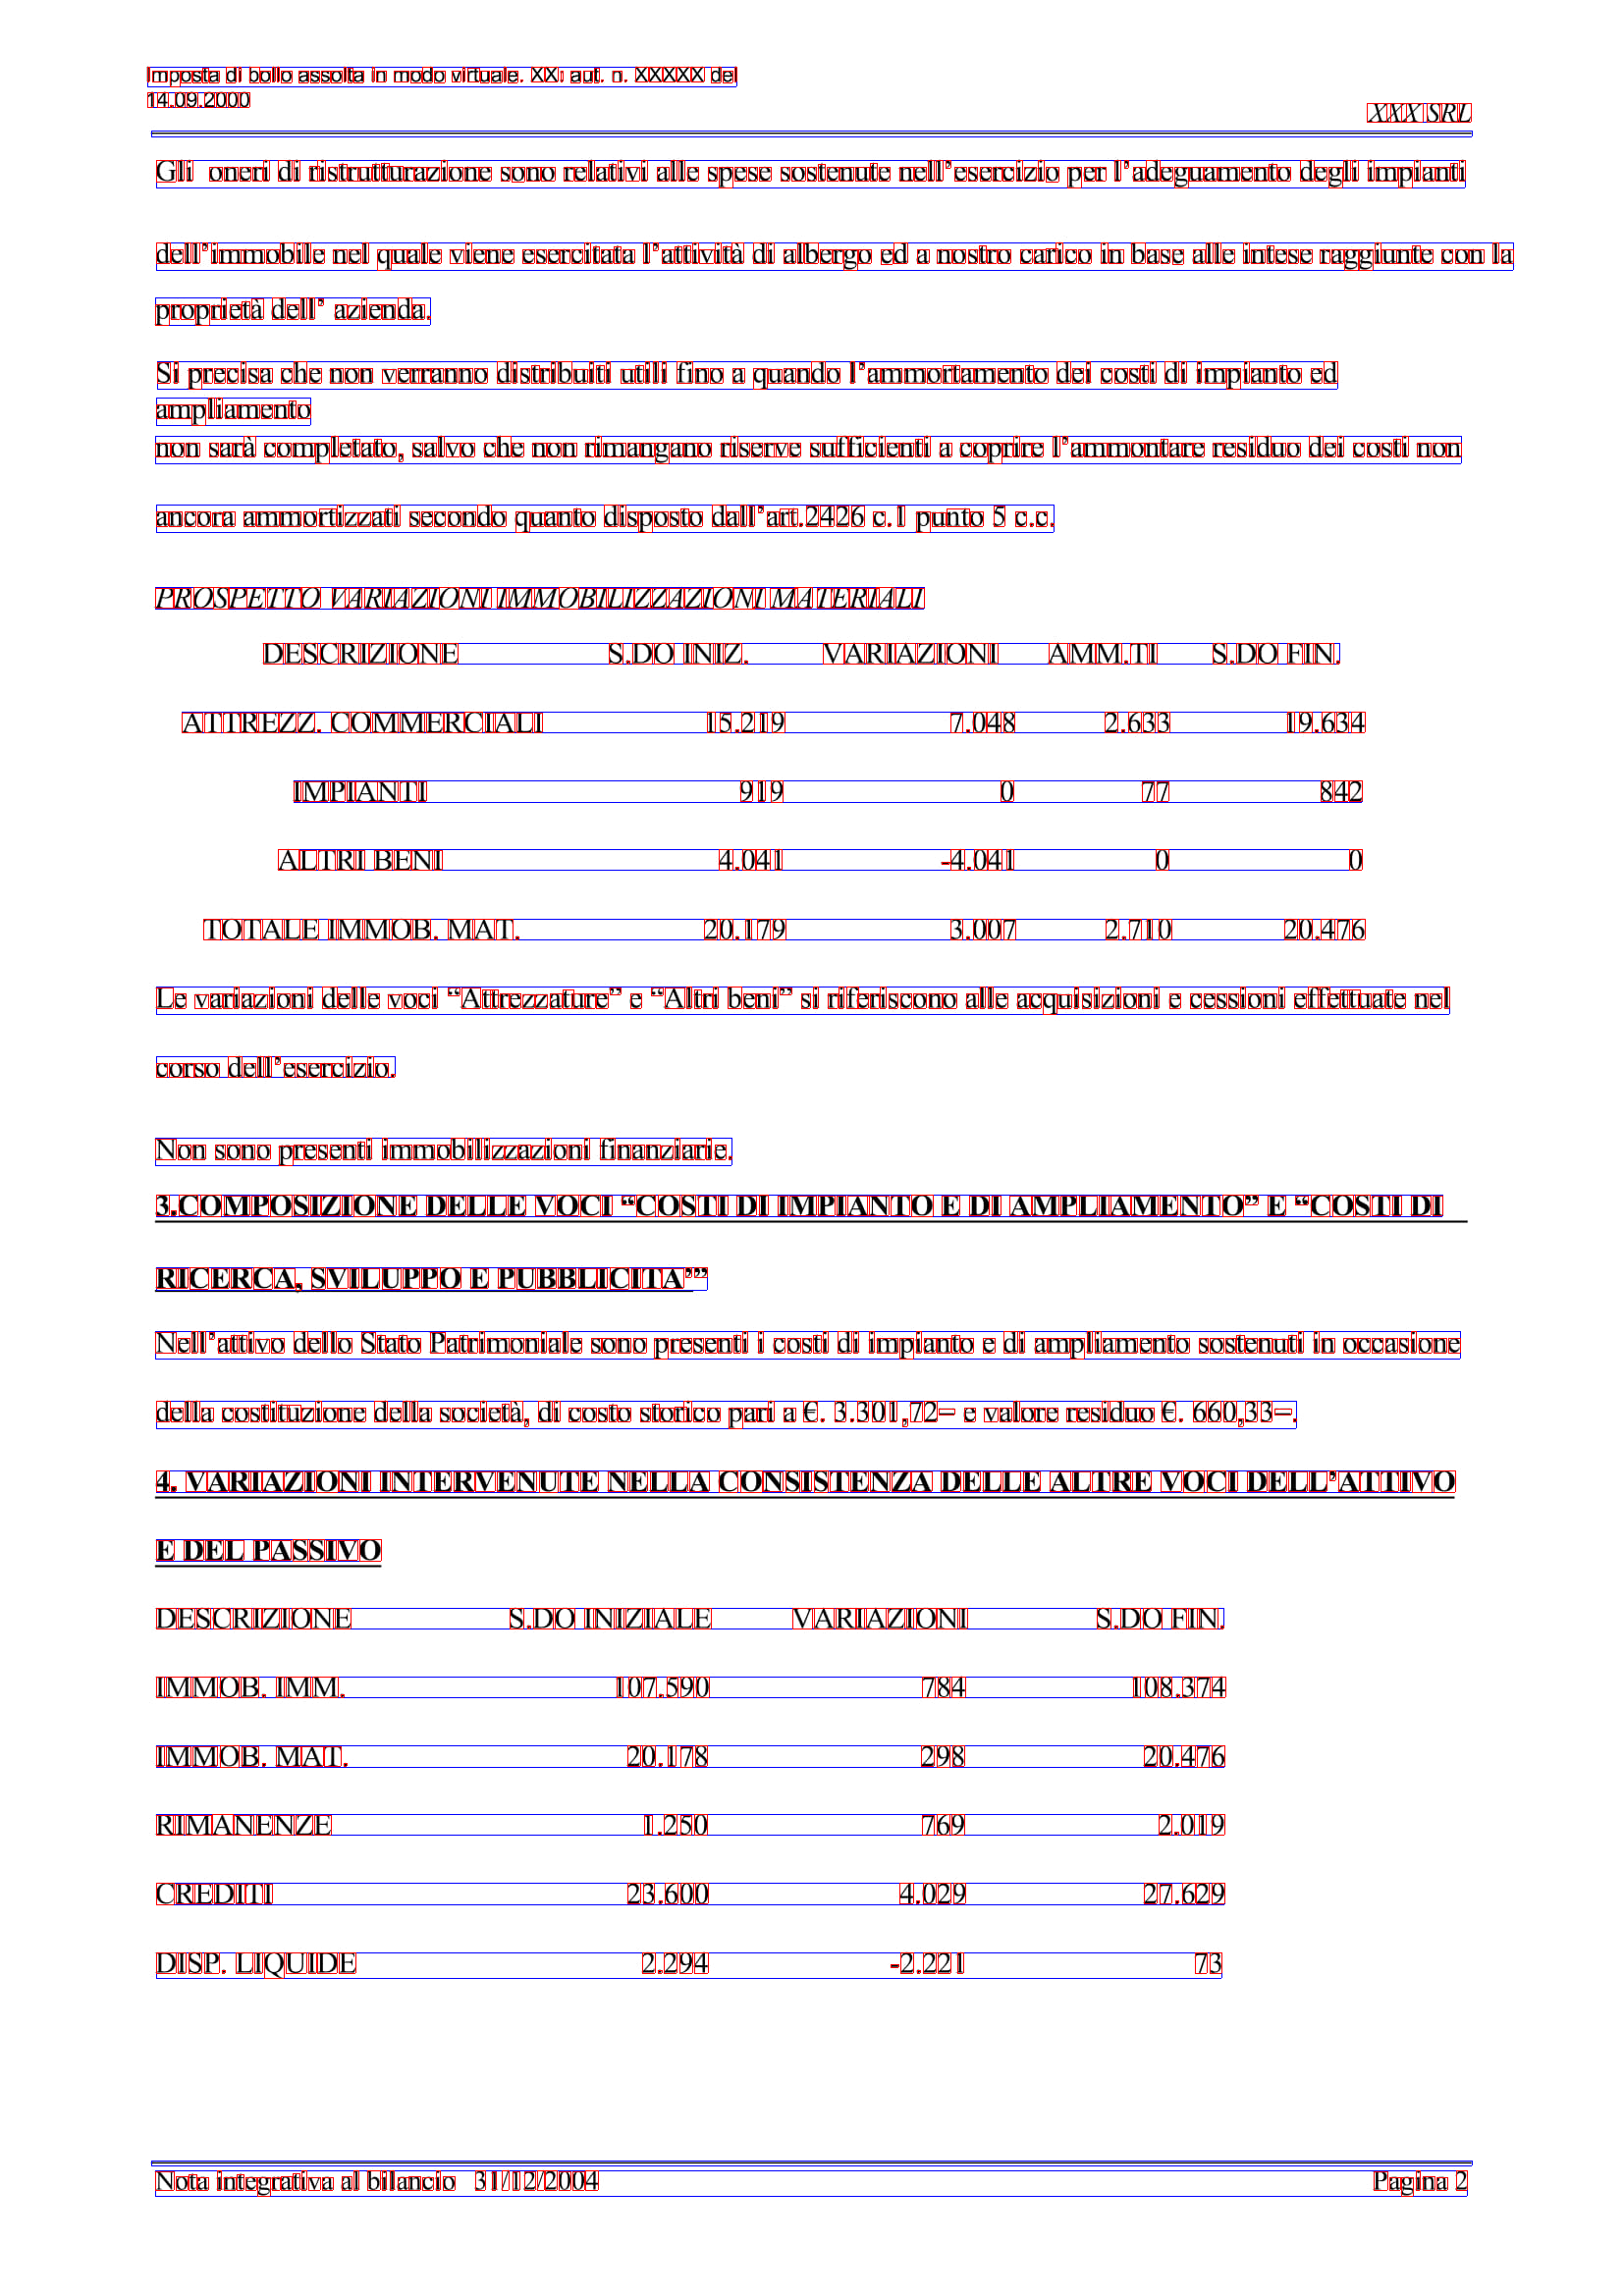 Imposta di bollo assolta in modo virtuale. XX: aut. n. XXXXX del
14.09.2000
XXX SRL
Gli oneri di ristrutturazione sono relativi alle spese sostenute nell’esercizio per l’adeguamento degli impianti
dell’immobile nel quale viene esercitata l’attività di albergo ed a nostro carico in base alle intese raggiunte con la
proprietà dell’ azienda.
Si precisa che non verranno distribuiti utili fino a quando l’ammortamento dei costi di impianto ed
ampliamento
non sarà completato, salvo che non rimangano riserve sufficienti a coprire l’ammontare residuo dei costi non
ancora ammortizzati secondo quanto disposto dall’art.2426 c.1 punto 5 c.c.
PROSPETTO VARIAZIONI IMMOBILIZZAZIONI MATERIALI
DESCRIZIONE S.DO INIZ. VARIAZIONI AMM.TI S.DO FIN.
ATTREZZ. COMMERCIALI 15.219 7.048 2.633 19.634
IMPIANTI 919 0 77 842
ALTRI BENI 4.041 -4.041 0 0
TOTALE IMMOB. MAT. 20.179 3.007 2.710 20.476
Le variazioni delle voci “Attrezzature” e “Altri beni” si riferiscono alle acquisizioni e cessioni effettuate nel
corso dell’esercizio.
Non sono presenti immobilizzazioni finanziarie.
3.COMPOSIZIONE DELLE VOCI “COSTI DI IMPIANTO E DI AMPLIAMENTO” E “COSTI DI
RICERCA, SVILUPPO E PUBBLICITA’”
Nell’attivo dello Stato Patrimoniale sono presenti i costi di impianto e di ampliamento sostenuti in occasione
della costituzione della società, di costo storico pari a €. 3.301,72= e valore residuo €. 660,33=.
4. VARIAZIONI INTERVENUTE NELLA CONSISTENZA DELLE ALTRE VOCI DELL’ATTIVO
E DEL PASSIVO
DESCRIZIONE S.DO INIZIALE VARIAZIONI S.DO FIN.
IMMOB. IMM. 107.590 784 108.374
IMMOB. MAT. 20.178 298 20.476
RIMANENZE 1.250 769 2.019
CREDITI 23.600 4.029 27.629
DISP. LIQUIDE 2.294 -2.221 73
Nota integrativa al bilancio 31/12/2004 Pagina 2